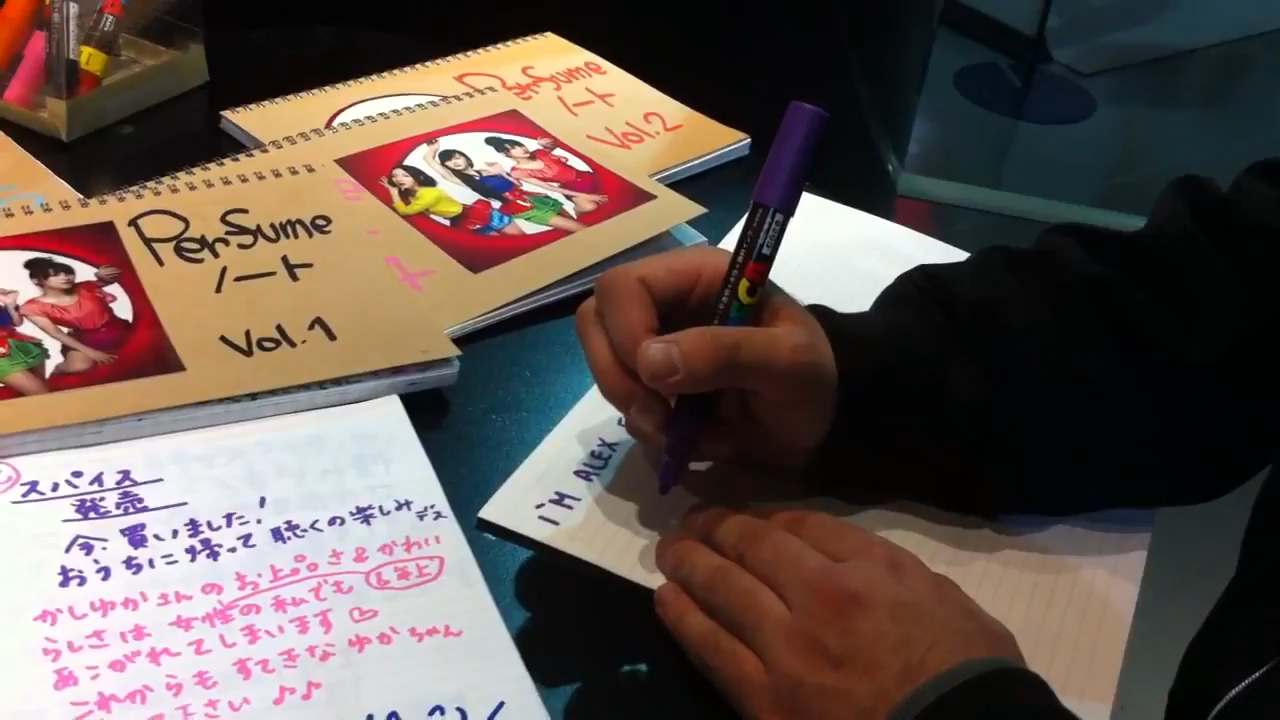 Perfume
ノート
Vol.2
Perfume
ノート
Vol.1
スパイス
発売
今、買いました!
おうちに帰って聴くの楽しみデス
かしゆかさんのお上品さ&かわい
らしさは女性の私でも(6年上)
あこがれてしまいます♡
これからもすてきなゆかちゃん
下さい♪♪
I'M ALEX